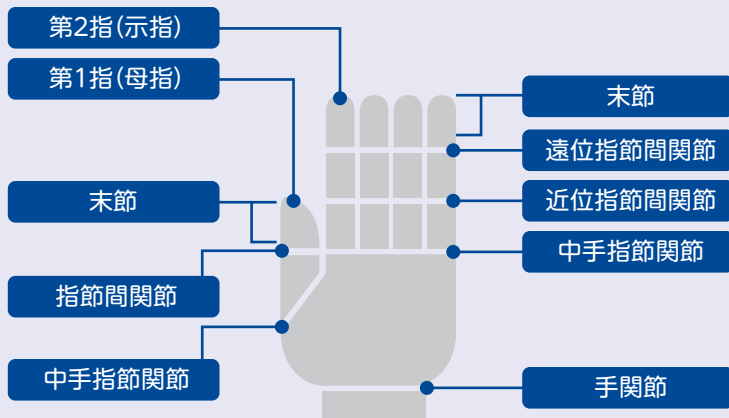 第2指(示指)
第1指(母指)
末節
指節間関節
中手指節関節
末節
遠位指節間関節
近位指節間関節
中手指節関節
手関節